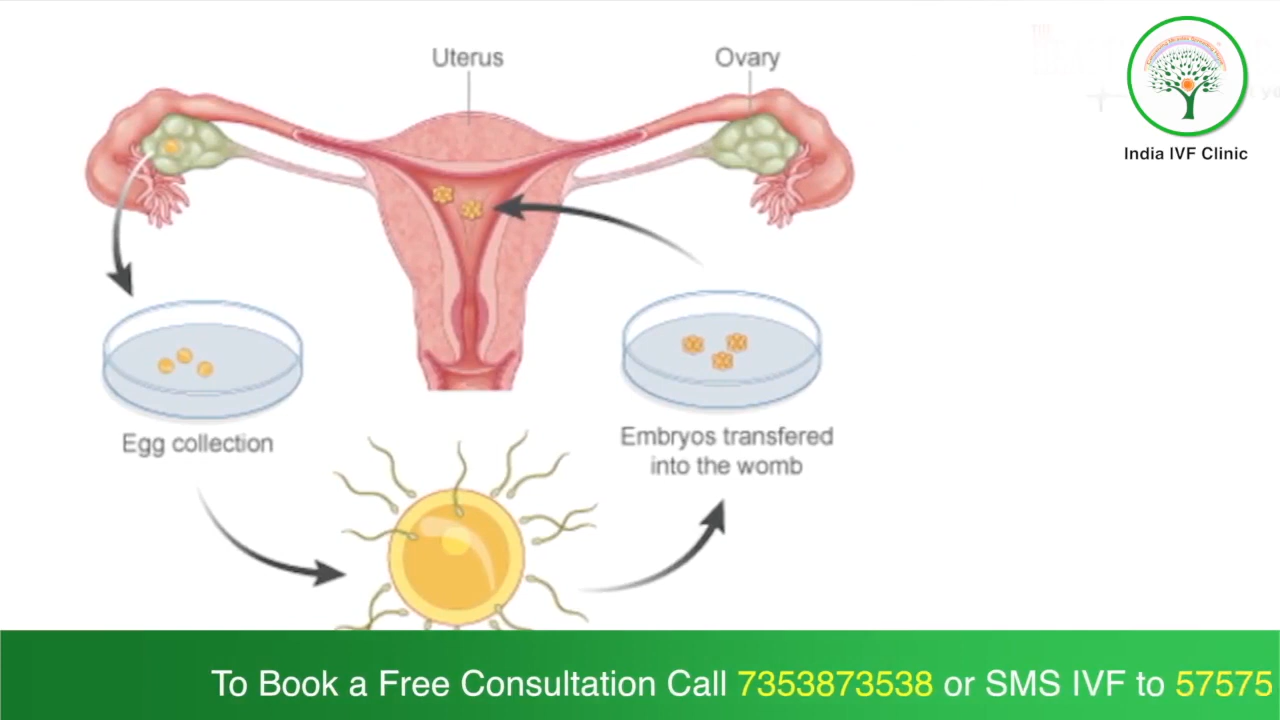 Uterus
Ovary
India IVF Clinic
Egg collection
Embryos transfered
into the womb
To Book a Free Consultation Call 7353873538 or SMS IVF to 57575